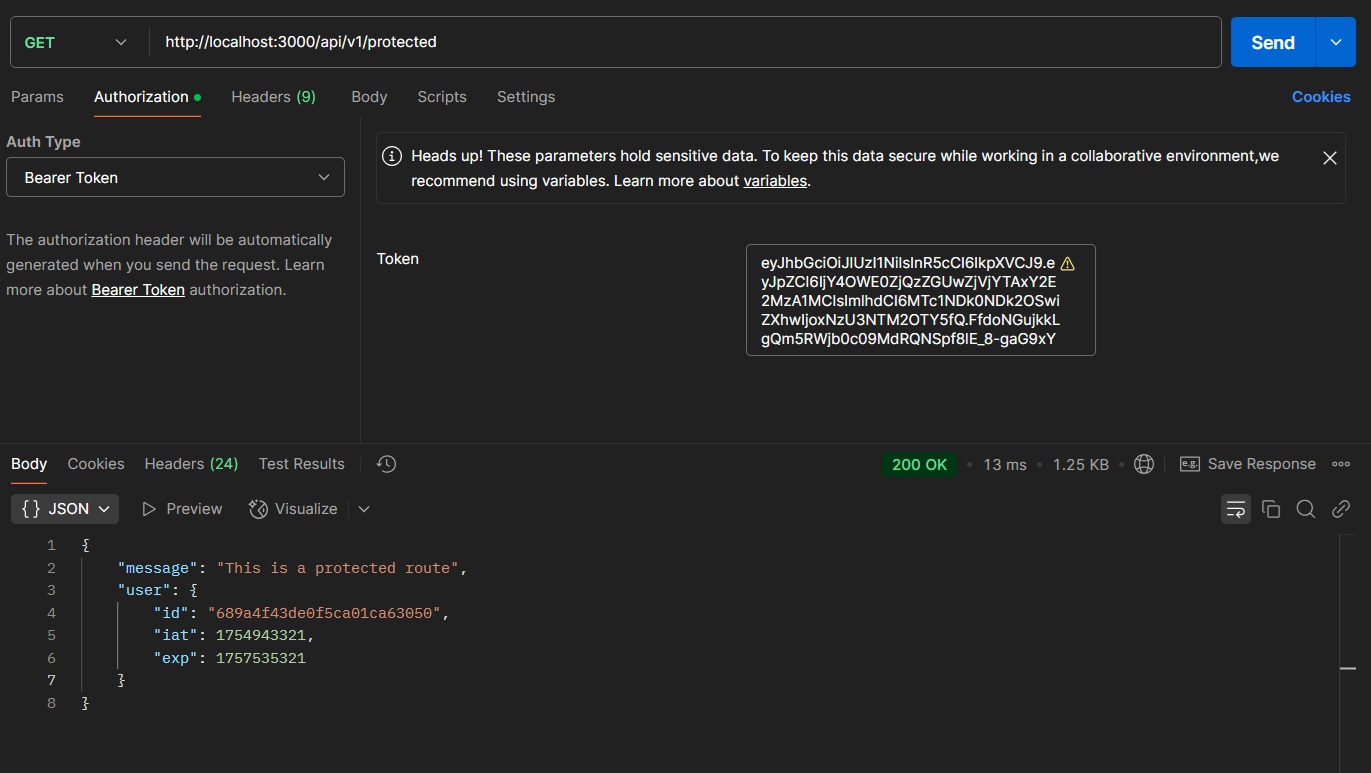 GET
http://localhost:3000/api/v1/protected
Send
Params
Authorization
Headers (9)
Body
Scripts
Settings
Cookies
Auth Type
Bearer Token
The authorization header will be automatically
generated when you send the request. Learn
more about Bearer Token authorization.
Heads up! These parameters hold sensitive data. To keep this data secure while working in a collaborative environment,we
recommend using variables. Learn more about variables.
Token
eyJhbGciOiJIUzI1NiIsInR5cCI6IkpXVCJ9.e
yJpZCI6IjY4OWE0ZjQzZGUwZjVjYTAxY2E
2MzA1MCIsImlhdCI6MTc1NDk0NDk2OSwi
ZXhwIjoxNzU3NTM2OTY5fQ.FfdoNGujkkL
gQm5RWjb0c09MdRQNSpf8lE_8-gaG9xY
Body
Cookies
Headers (24)
Test Results
200 OK
13 ms
1.25 KB
e.g.
Save Response
{} JSON
Preview
Visualize
1 {
2 "message": "This is a protected route",
3 "user": {
4 "id": "689a4f43de0f5ca01ca63050",
5 "iat": 1754943321,
6 "exp": 1757535321
7 }
8 }